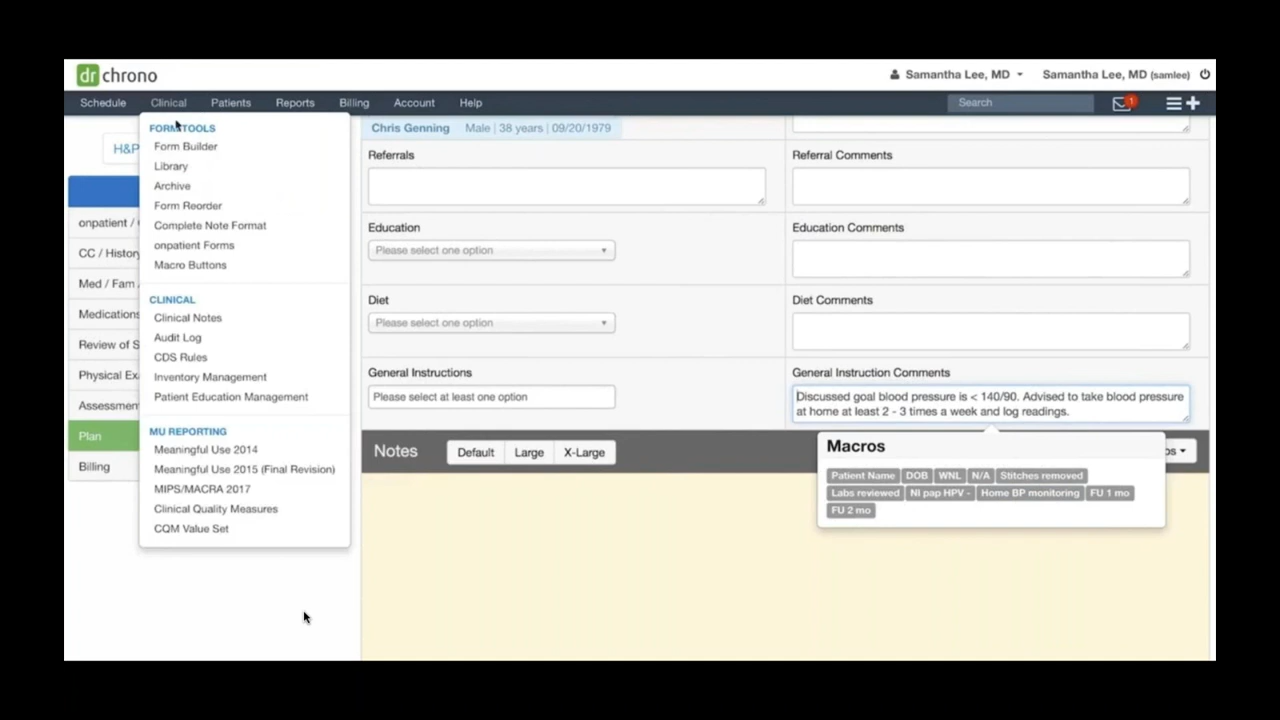 drchrono
Samantha Lee, MD
Samantha Lee, MD (samlee)
Schedule Clinical Patients Reports Billing Account Help
Search
1
H&P
onpatient /
CC / History
Med / Fam
Medications
Review of S
Physical Ex
Assessment
Plan
Billing
FORM TOOLS
Form Builder
Library
Archive
Form Reorder
Complete Note Format
onpatient Forms
Macro Buttons
CLINICAL
Clinical Notes
Audit Log
CDS Rules
Inventory Management
Patient Education Management
MU REPORTING
Meaningful Use 2014
Meaningful Use 2015 (Final Revision)
MIPS/MACRA 2017
Clinical Quality Measures
CQM Value Set
Chris Genning Male | 38 years | 09/20/1979
Referrals
Referral Comments
Education
Please select one option
Education Comments
Diet
Please select one option
Diet Comments
General Instructions
Please select at least one option
General Instruction Comments
Discussed goal blood pressure is < 140/90. Advised to take blood pressure
at home at least 2 - 3 times a week and log readings.
Notes Default Large X-Large
Macros
Patient Name DOB WNL N/A Stitches removed
Labs reviewed Nl pap HPV - Home BP monitoring FU 1 mo
FU 2 mo